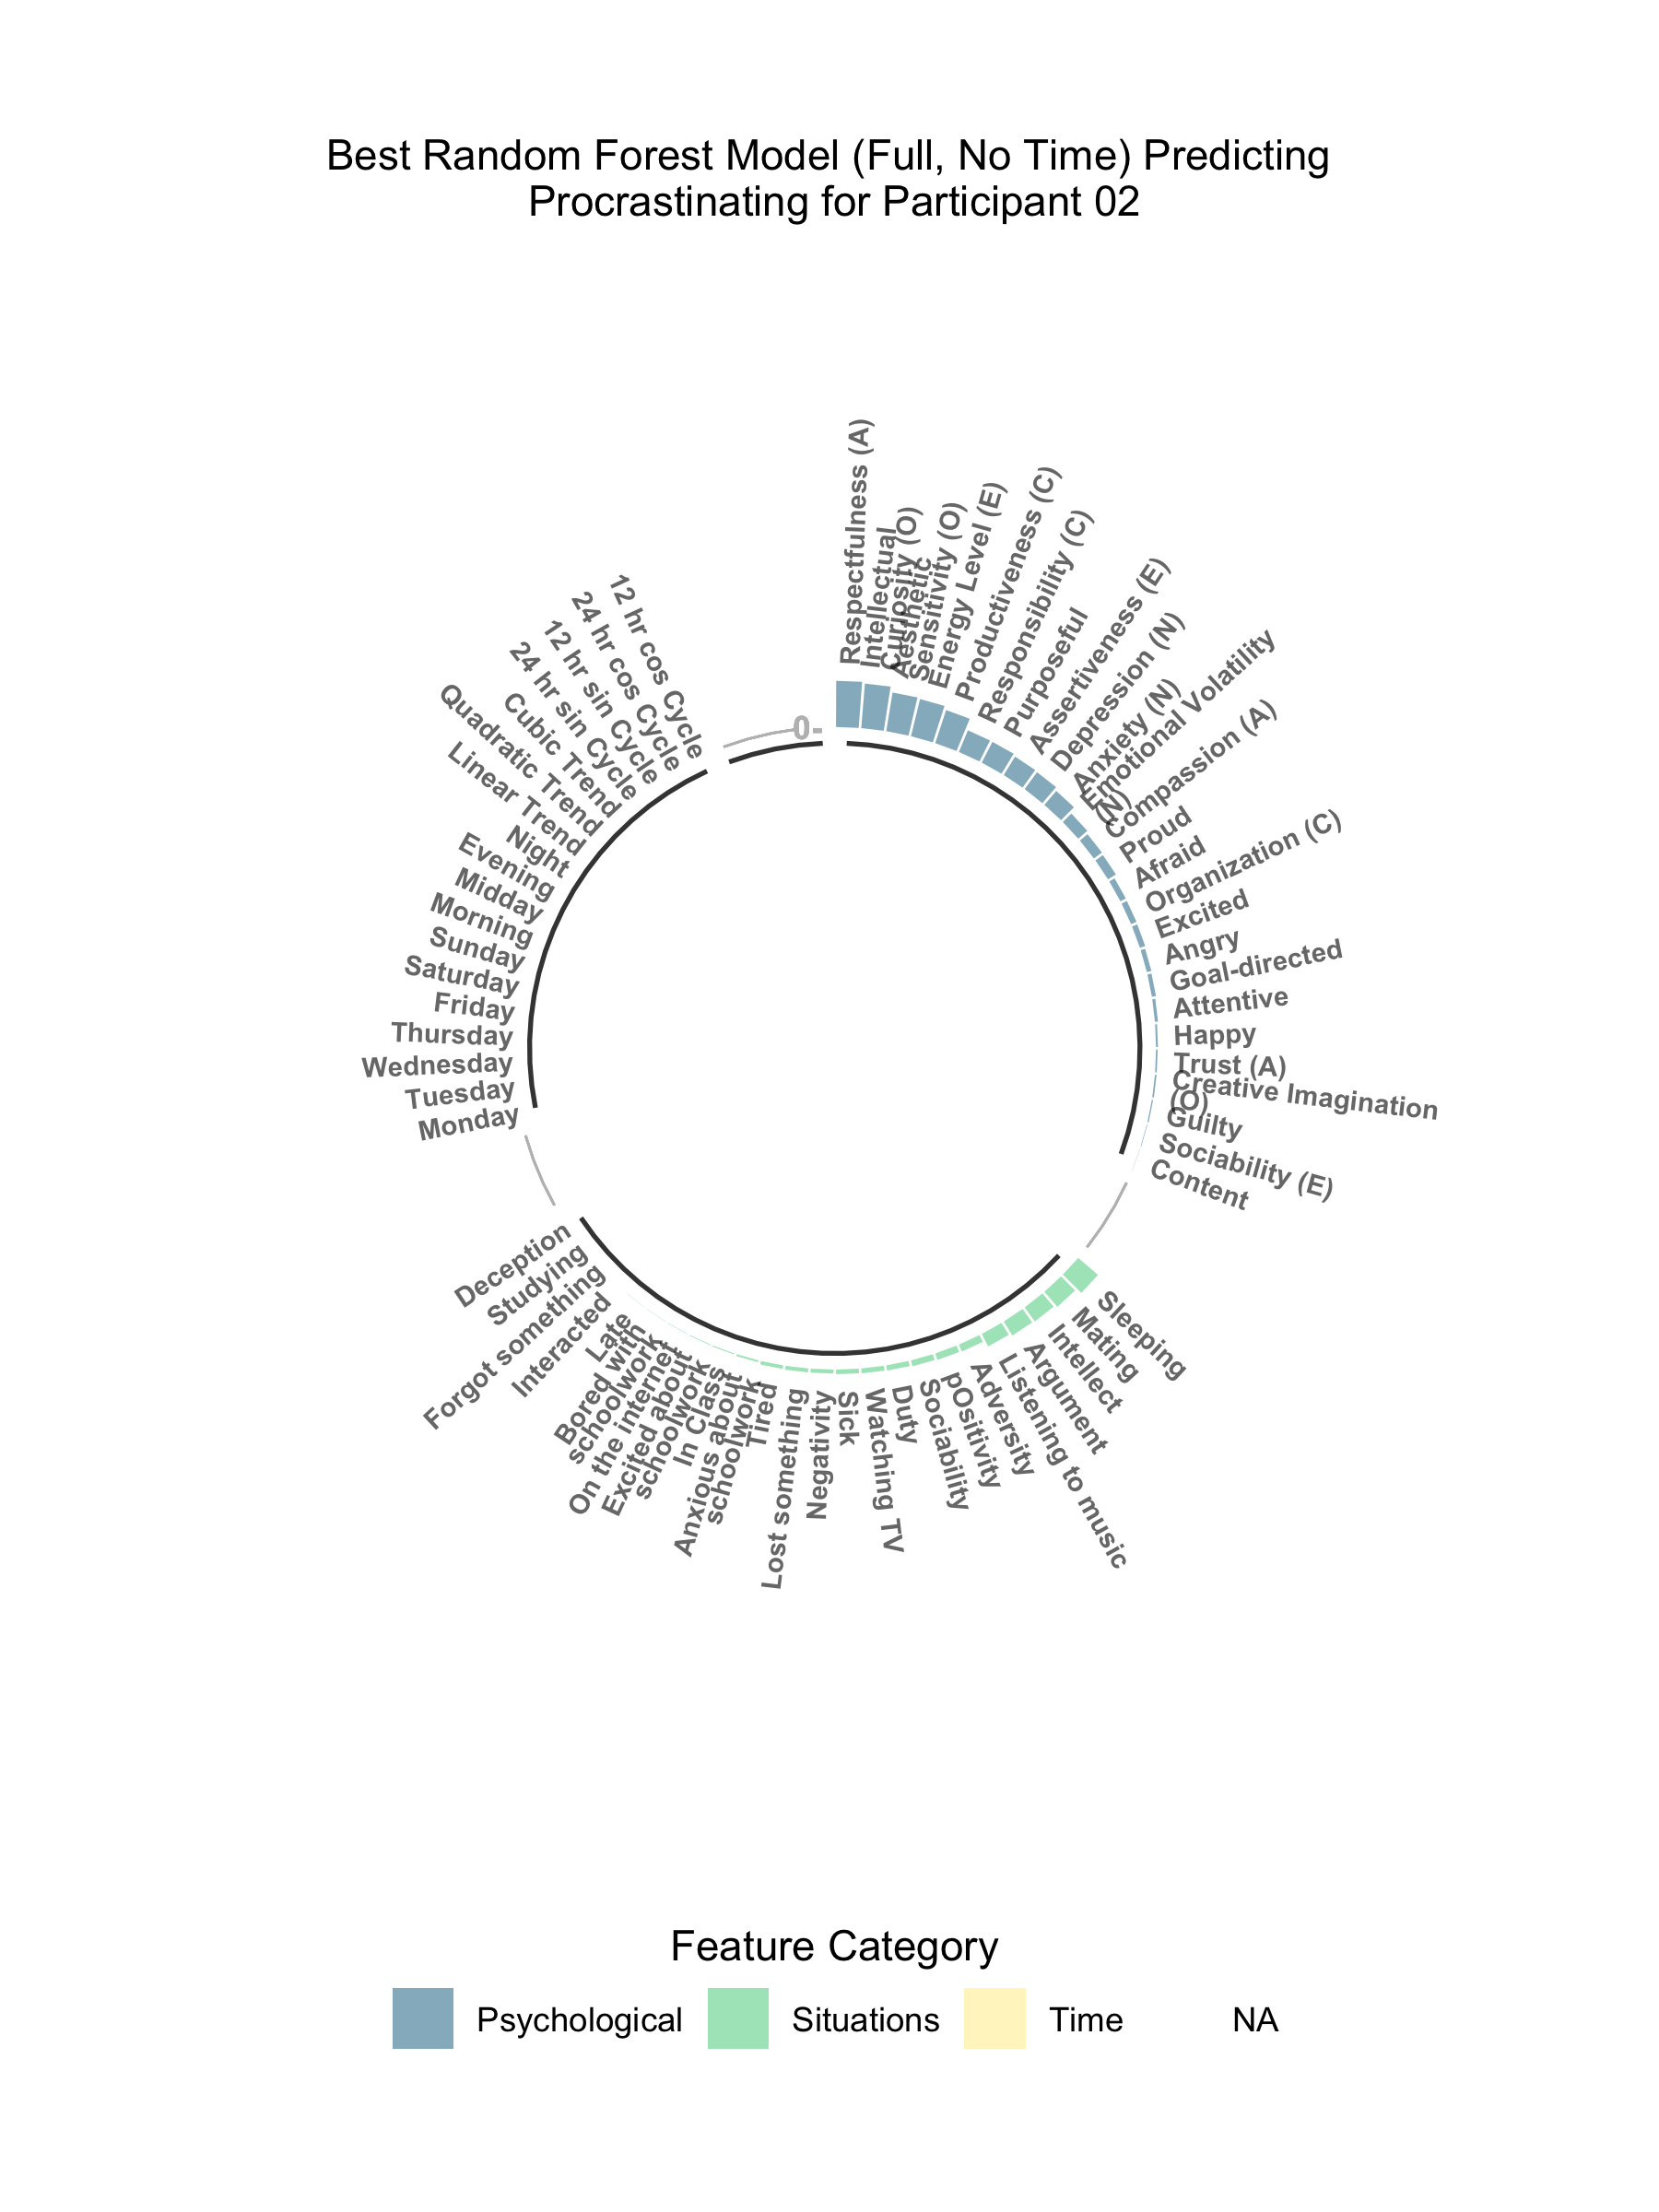 Best Random Forest Model (Full, No Time) Predicting
Procrastinating for Participant 02
0-
Respectfulness (A)
Intellectual
Curiosity (O)
Aesthetic
Sensitivity (O)
Energy Level (E)
Productiveness (C)
Responsibility (C)
Purposeful
Assertiveness (E)
Depression (N)
Anxiety (N)
Emotional Volatility
(N)
Compassion (A)
Proud
Afraid
Organization (C)
Excited
Angry
Goal-directed
Attentive
Happy
Trust (A)
Creative Imagination
(O)
Guilty
Sociability (E)
Content
Sleeping
Mating
Intellect
Argument
Listening to music
Adversity
pOsitivity
Sociability
Duty
Watching TV
Sick
Negativity
Lost something
Tired
Anxious about
schoolwork
In Class
Excited about
schoolwork
On the internet
Bored with
schoolwork
Late
Interacted
Forgot something
Studying
Deception
Monday
Tuesday
Wednesday
Thursday
Friday
Saturday
Sunday
Morning
Midday
Evening
Night
Linear Trend
Quadratic Trend
Cubic Trend
24 hr sin Cycle
12 hr sin Cycle
24 hr cos Cycle
12 hr cos Cycle
Feature Category
Psychological
Situations
Time
NA